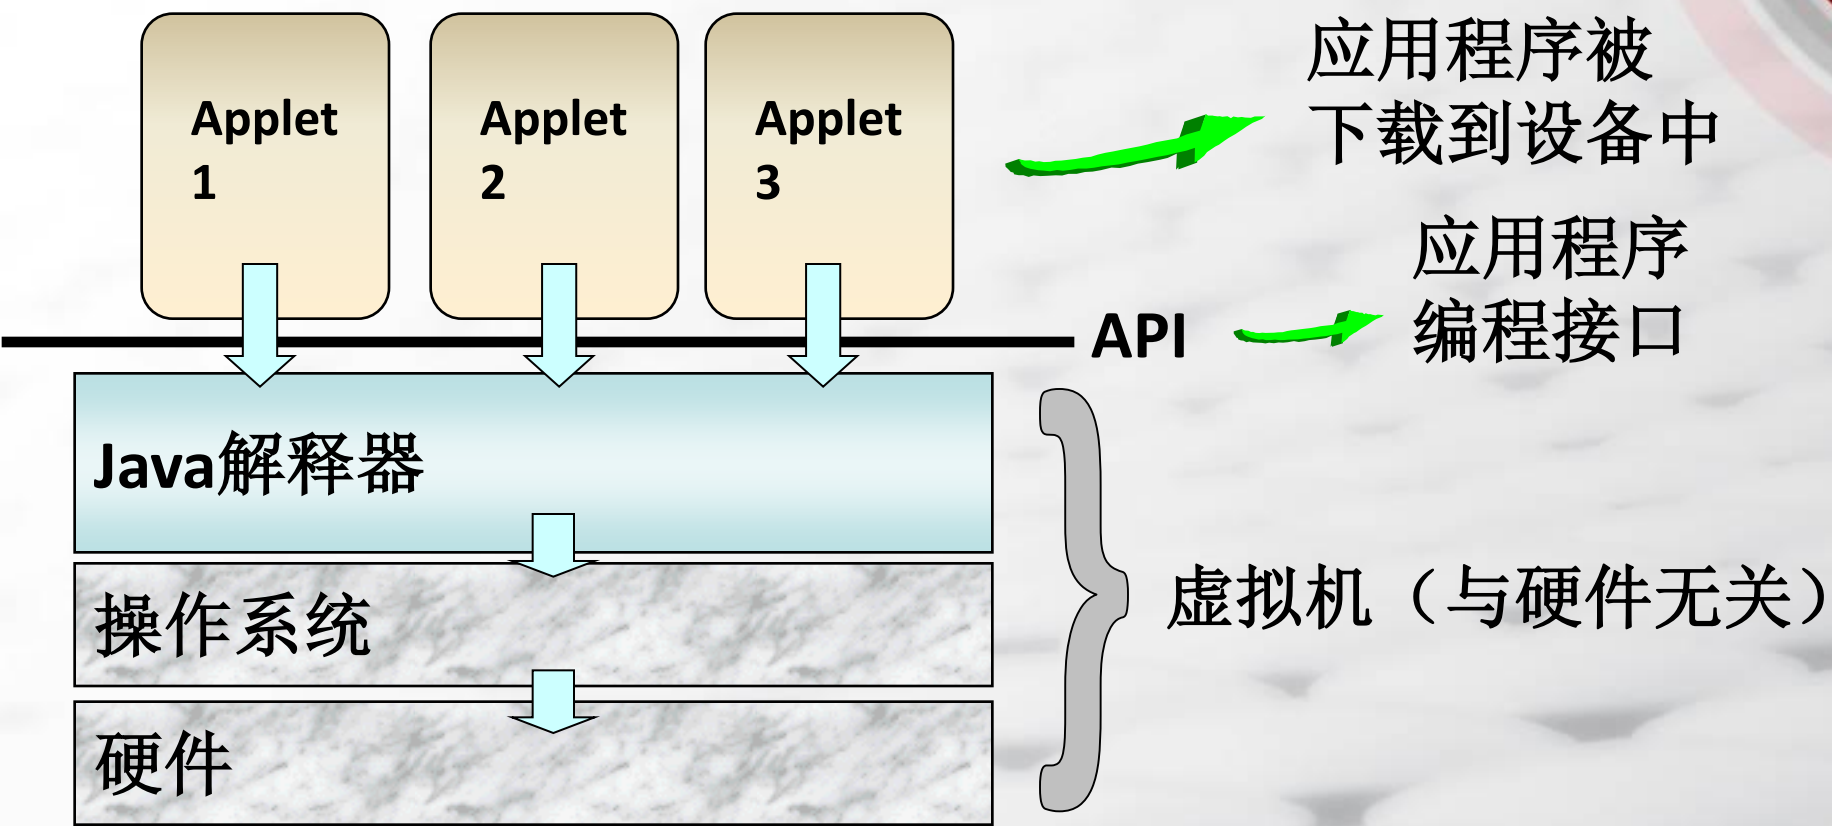 Applet
1
Applet
2
Applet
3
应用程序被
下载到设备中
应用程序
编程接口
API
Java解释器
操作系统
虚拟机（与硬件无关）
硬件